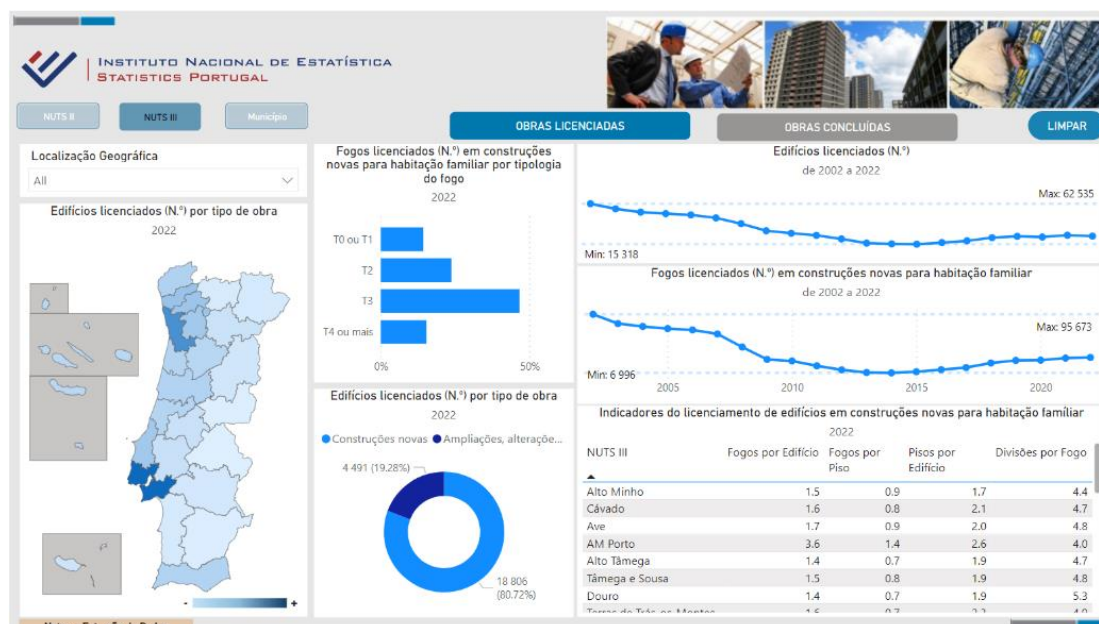 INSTITUTO NACIONAL DE ESTATÍSTICA
STATISTICS PORTUGAL
NUTS II
NUTS III
Município
OBRAS LICENCIADAS
OBRAS CONCLUÍDAS
LIMPAR
Localização Geográfica
All
Edifícios licenciados (N.º) por tipo de obra
2022
- +
Fogos licenciados (N.º) em construções
novas para habitação familiar por tipologia
do fogo
2022
T0 ou T1
T2
T3
T4 ou mais
0% 50%
Edifícios licenciados (N.º) por tipo de obra
2022
Construções novas Ampliações, alteraçõe...
4 491 (19.28%)
18 806
(80.72%)
Edifícios licenciados (N.º)
de 2002 a 2022
Max: 62 535
Min: 15 318
Fogos licenciados (N.º) em construções novas para habitação familiar
de 2002 a 2022
Max: 95 673
Min: 6 996
2005 2010 2015 2020
Indicadores do licenciamento de edifícios em construções novas para habitação famíliar
2022
NUTS III Fogos por Edifício Fogos por Pisos por Divisões por Fogo
Piso Edifício
Alto Minho 1.5 0.9 1.7 4.4
Cávado 1.6 0.8 2.1 4.7
Ave 1.7 0.9 2.0 4.8
AM Porto 3.6 1.4 2.6 4.0
Alto Tâmega 1.4 0.7 1.9 4.7
Tâmega e Sousa 1.5 0.8 1.9 4.8
Douro 1.4 0.7 1.9 5.3
Terras de Trás-os-Montes 1.6 0.7